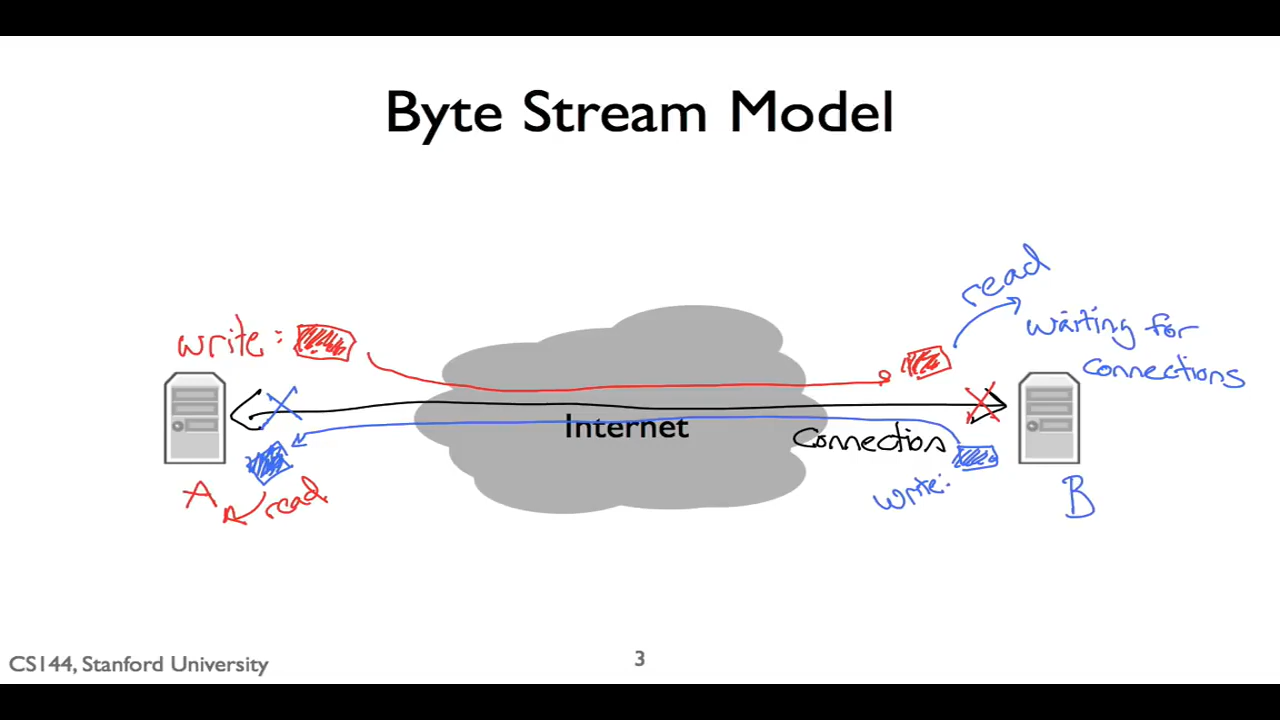 Byte Stream Model
read
waiting for
connections
write:
Internet
Connection
write:
A
read
B
CS144, Stanford University
3